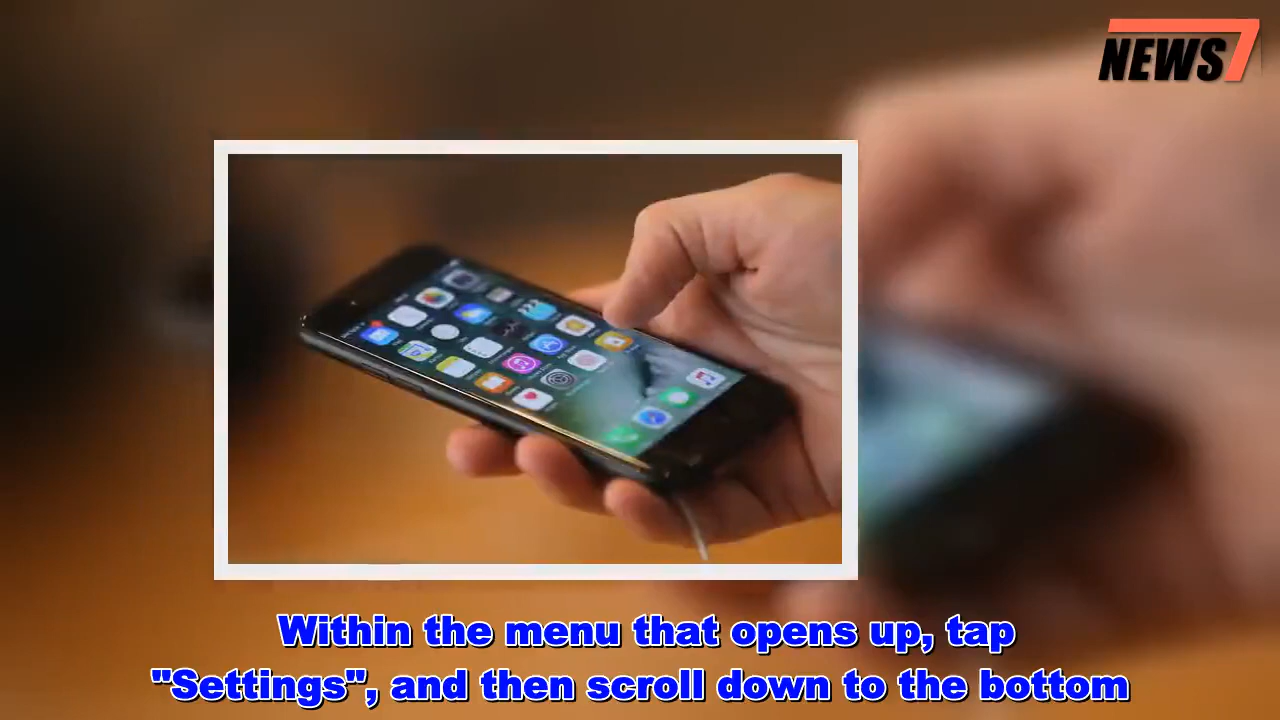 NEWS7
Within the menu that opens up, tap
"Settings", and then scroll down to the bottom